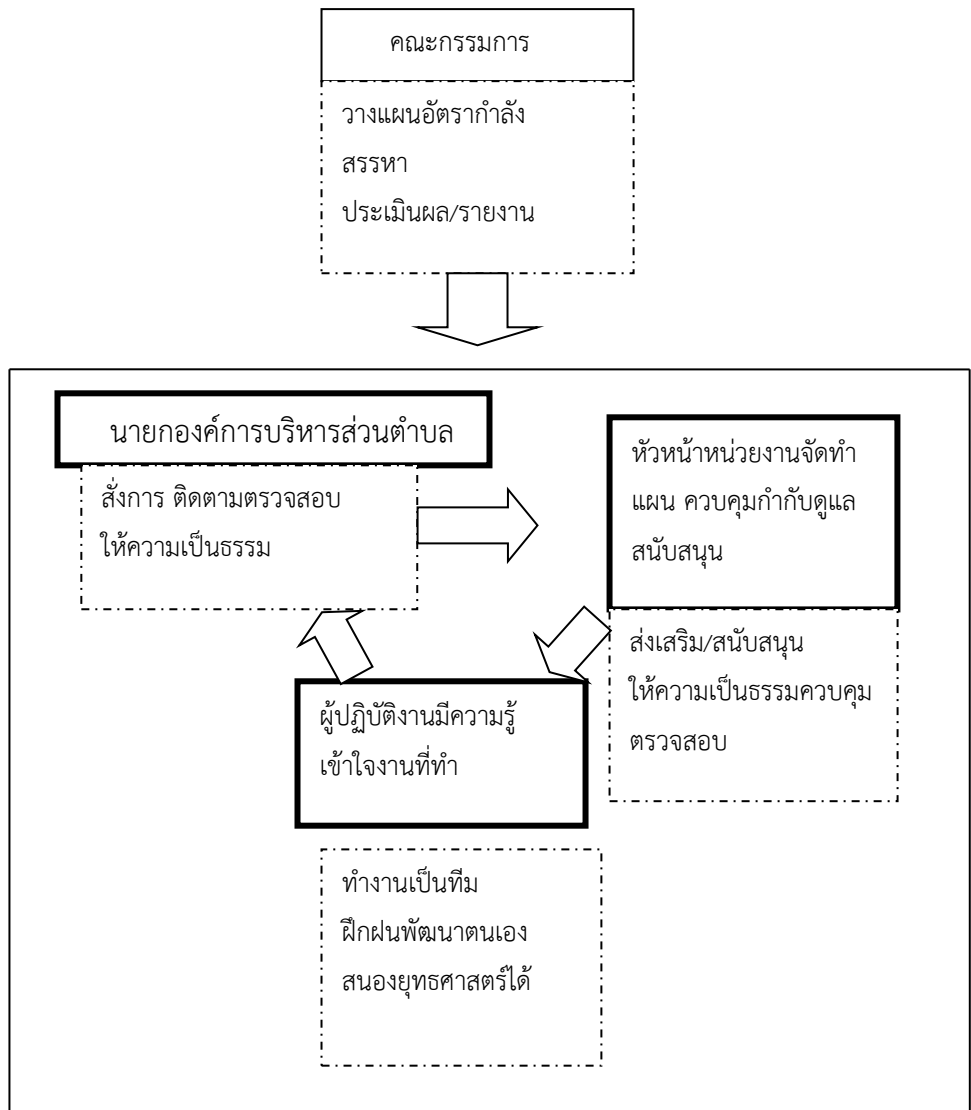 คณะกรรมการ
วางแผนอัตรากำลัง
สรรหา
ประเมินผล/รายงาน
นายกองค์การบริหารส่วนตำบล
สั่งการ ติดตามตรวจสอบ
ให้ความเป็นธรรม
หัวหน้าหน่วยงานจัดทำ
แผน ควบคุมกำกับดูแล
สนับสนุน
ส่งเสริม/สนับสนุน
ให้ความเป็นธรรมควบคุม
ตรวจสอบ
ผู้ปฏิบัติงานมีความรู้
เข้าใจงานที่ทำ
ทำงานเป็นทีม
ฝึกฝนพัฒนาตนเอง
สนองยุทธศาสตร์ได้